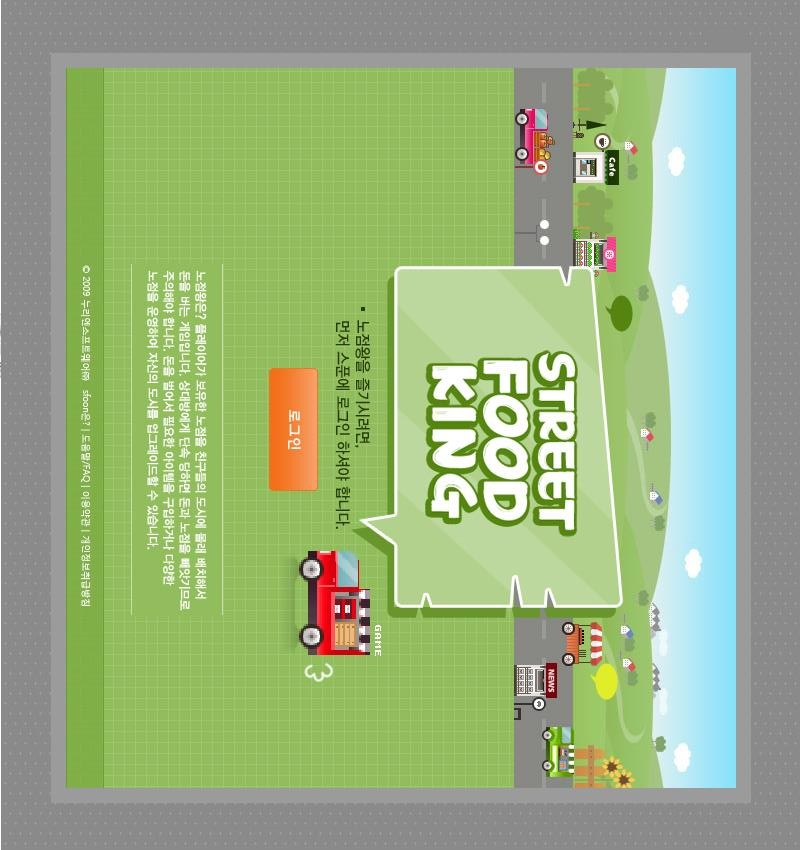 Cafe
STREET
FOOD
KING
NEWS
GAME
▪ 노점왕을 즐기시려면,
먼저 스푼에 로그인 하셔야 합니다.
로그인
노점왕은? 플레이어가 보유한 노점을 친구들의 도시에 몰래 배치해서
돈을 버는 게임입니다. 상대방에게 단속 당하면 돈과 노점을 빼앗기므로
주의해야 합니다. 돈을 벌어서 필요한 아이템을 구입하거나 다양한
노점을 운영하여 자신의 도시를 업그레이드할 수 있습니다.
© 2009 누리엔소프트웨어㈜ sfoon은? | 도움말/FAQ | 이용약관 | 개인정보취급방침